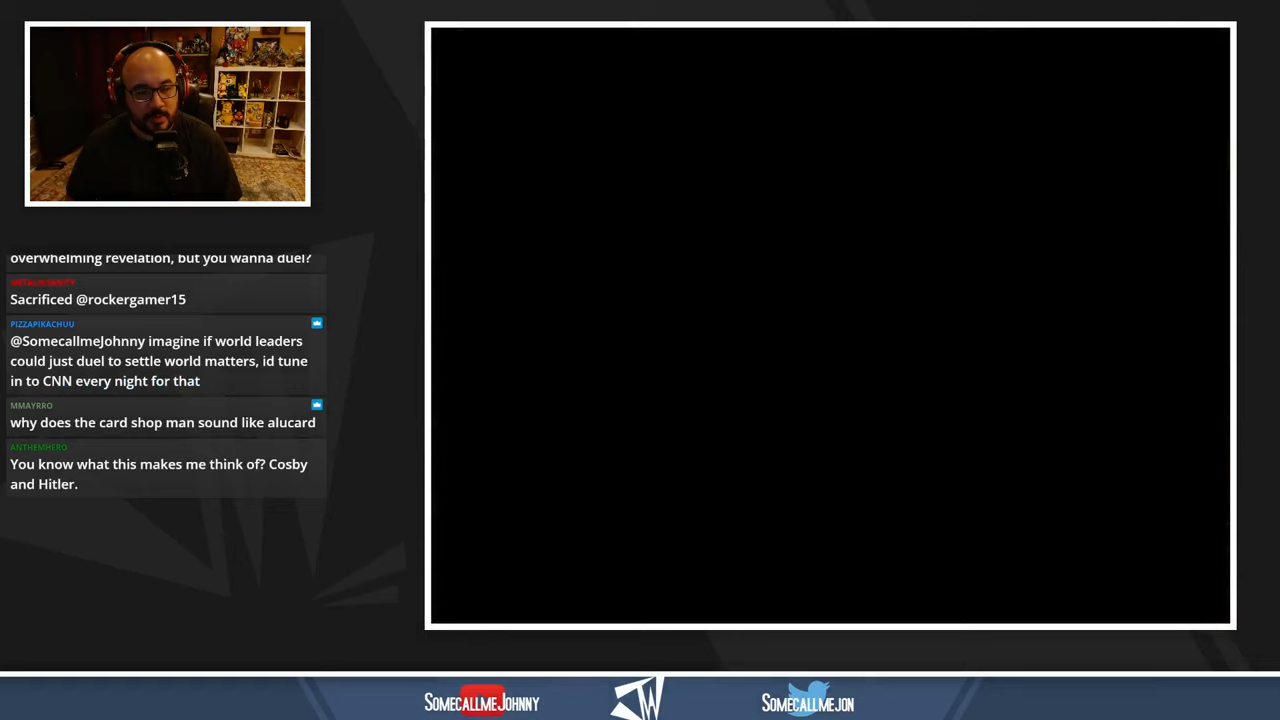 overwhelming revelation, but you wanna duel?
Sacrificed @rockergamer15
PIZZAPIKACHUU
@SomecallmeJohnny imagine if world leaders
could just duel to settle world matters, id tune
in to CNN every night for that
MMAYRRO
why does the card shop man sound like alucard
ANTHEMHERO
You know what this makes me think of? Cosby
and Hitler.
SOMECALLMEJOHNNY
SOMECALLMEJON